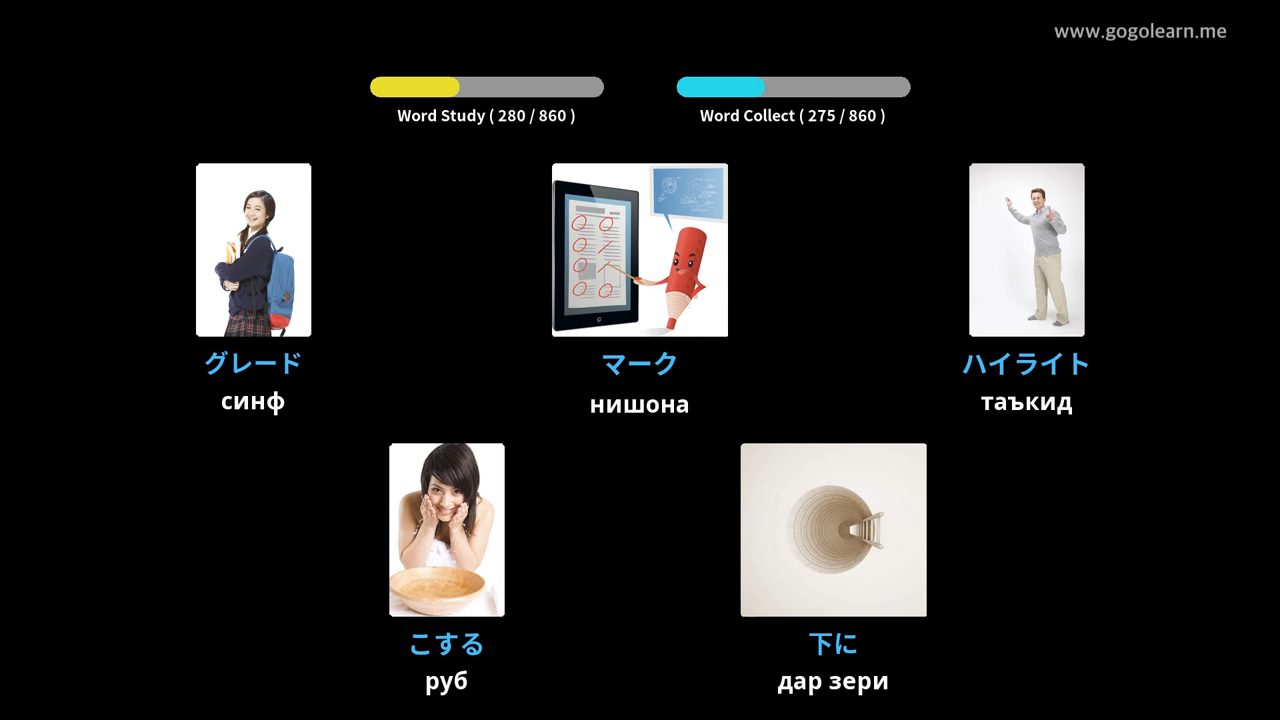 www.gogolearn.me
Word Study ( 280 / 860 )
Word Collect ( 275 / 860 )
グレード
синф
マーク
нишона
ハイライト
таъкид
こする
руб
下に
дар зери